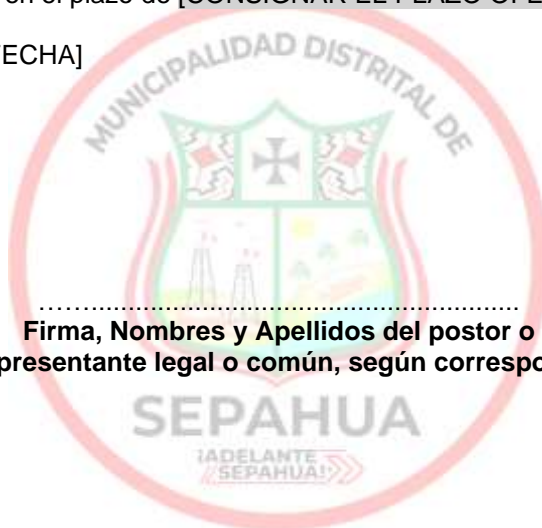 en el plazo de [CONSIGNAR EL PLAZO
ECHA]
MUNICIPALIDAD DISTRITAL DE
……..........................................................
Firma, Nombres y Apellidos del postor o
presentante legal o común, según correspo
SEPAHUA
¡ADELANTE
SEPAHUA!